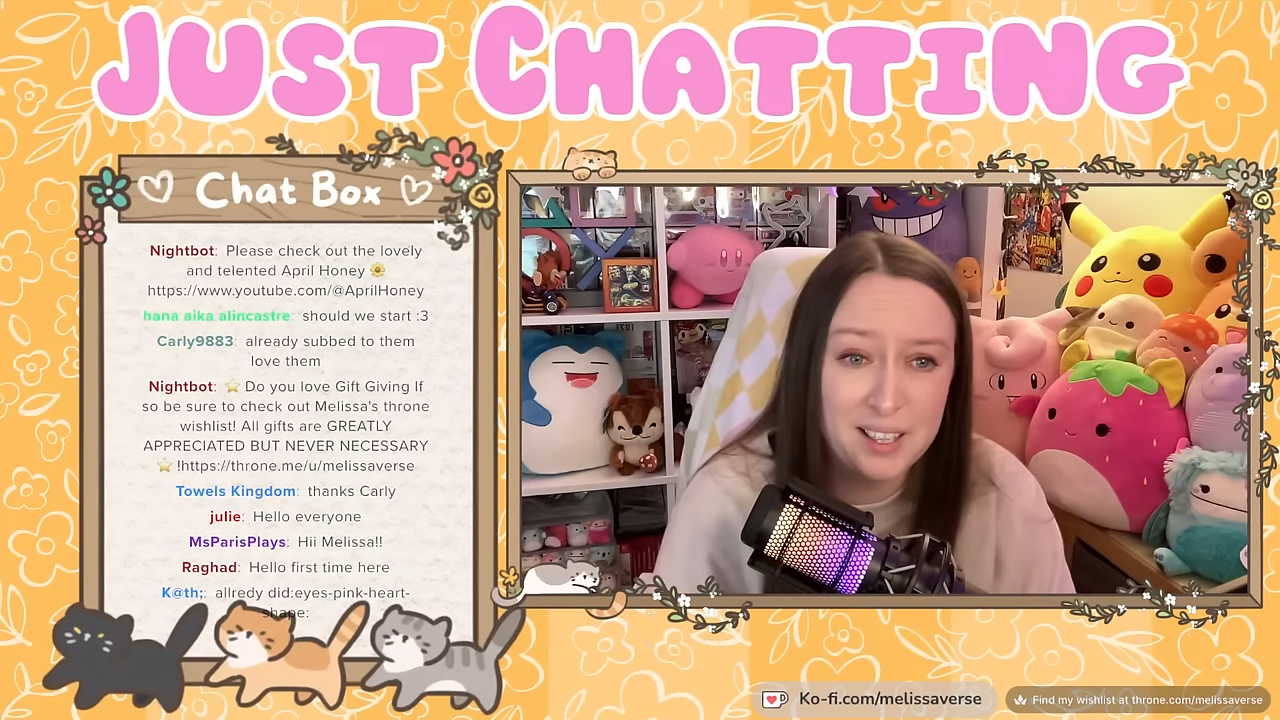 JUST CHATTING
Chat Box
Nightbot: Please check out the lovely
and telented April Honey
https://www.youtube.com/@AprilHoney
hana aika alincastre: should we start :3
Carly9883: already subbed to them
love them
Nightbot: ⭐ Do you love Gift Giving If
so be sure to check out Melissa's throne
wishlist! All gifts are GREATLY
APPRECIATED BUT NEVER NECESSARY
⭐ !https://throne.me/u/melissaverse
Towels Kingdom: thanks Carly
julie: Hello everyone
MsParisPlays: Hii Melissa!!
Raghad: Hello first time here
K@th;: allredy did:eyes-pink-heart-
shape:
Ko-fi.com/melissaverse
Find my wishlist at throne.com/melissaverse